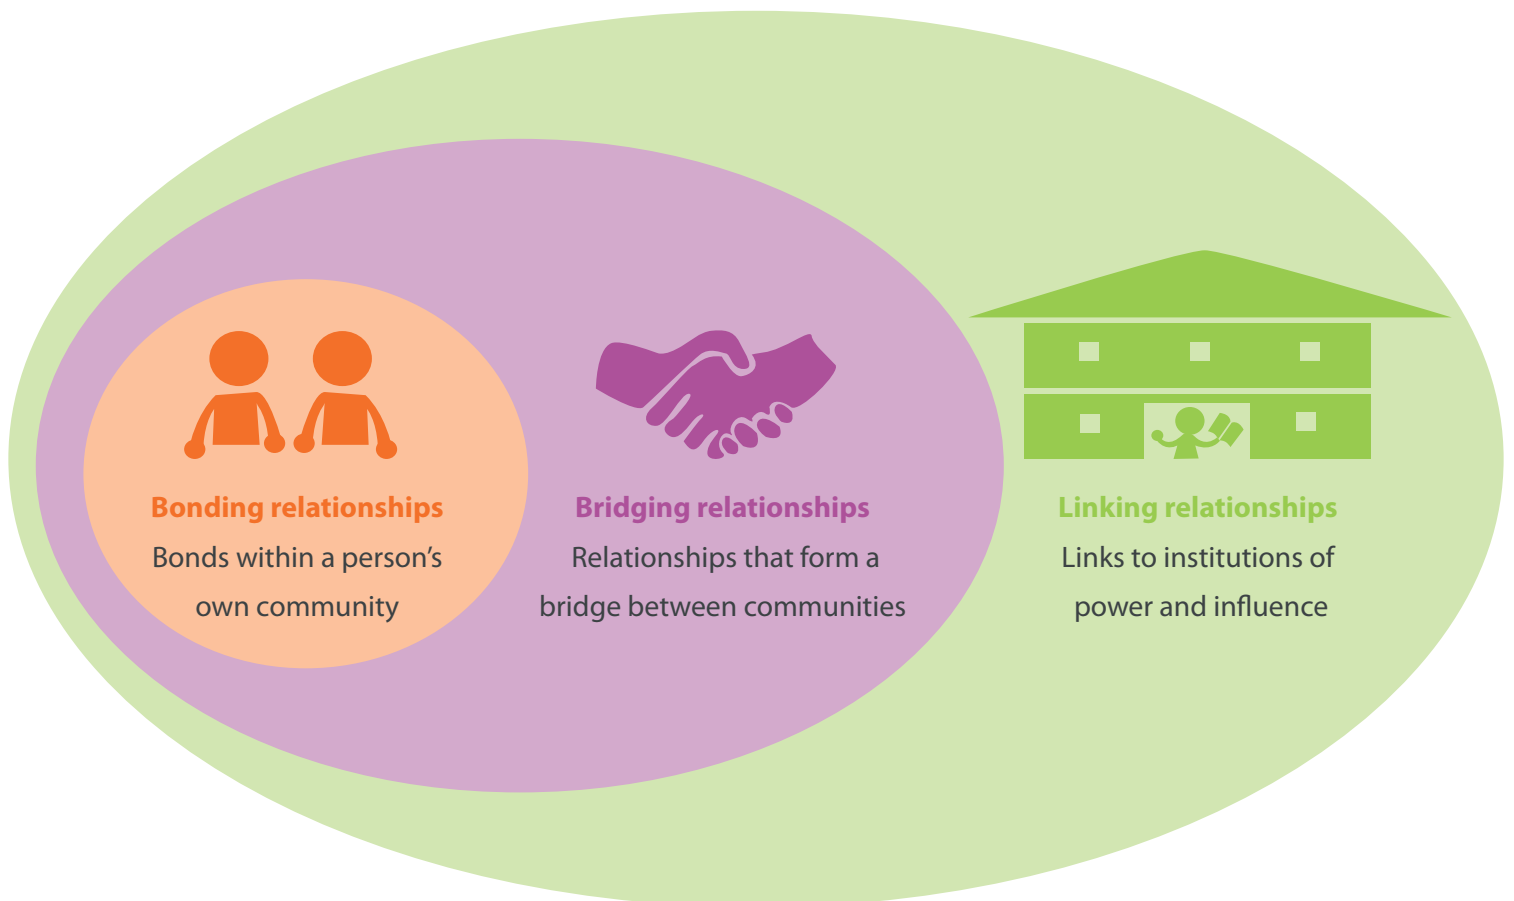 Bonding relationships
Bonds within a person’s
own community
Bridging relationships
Relationships that form a
bridge between communities
Linking relationships
Links to institutions of
power and influence